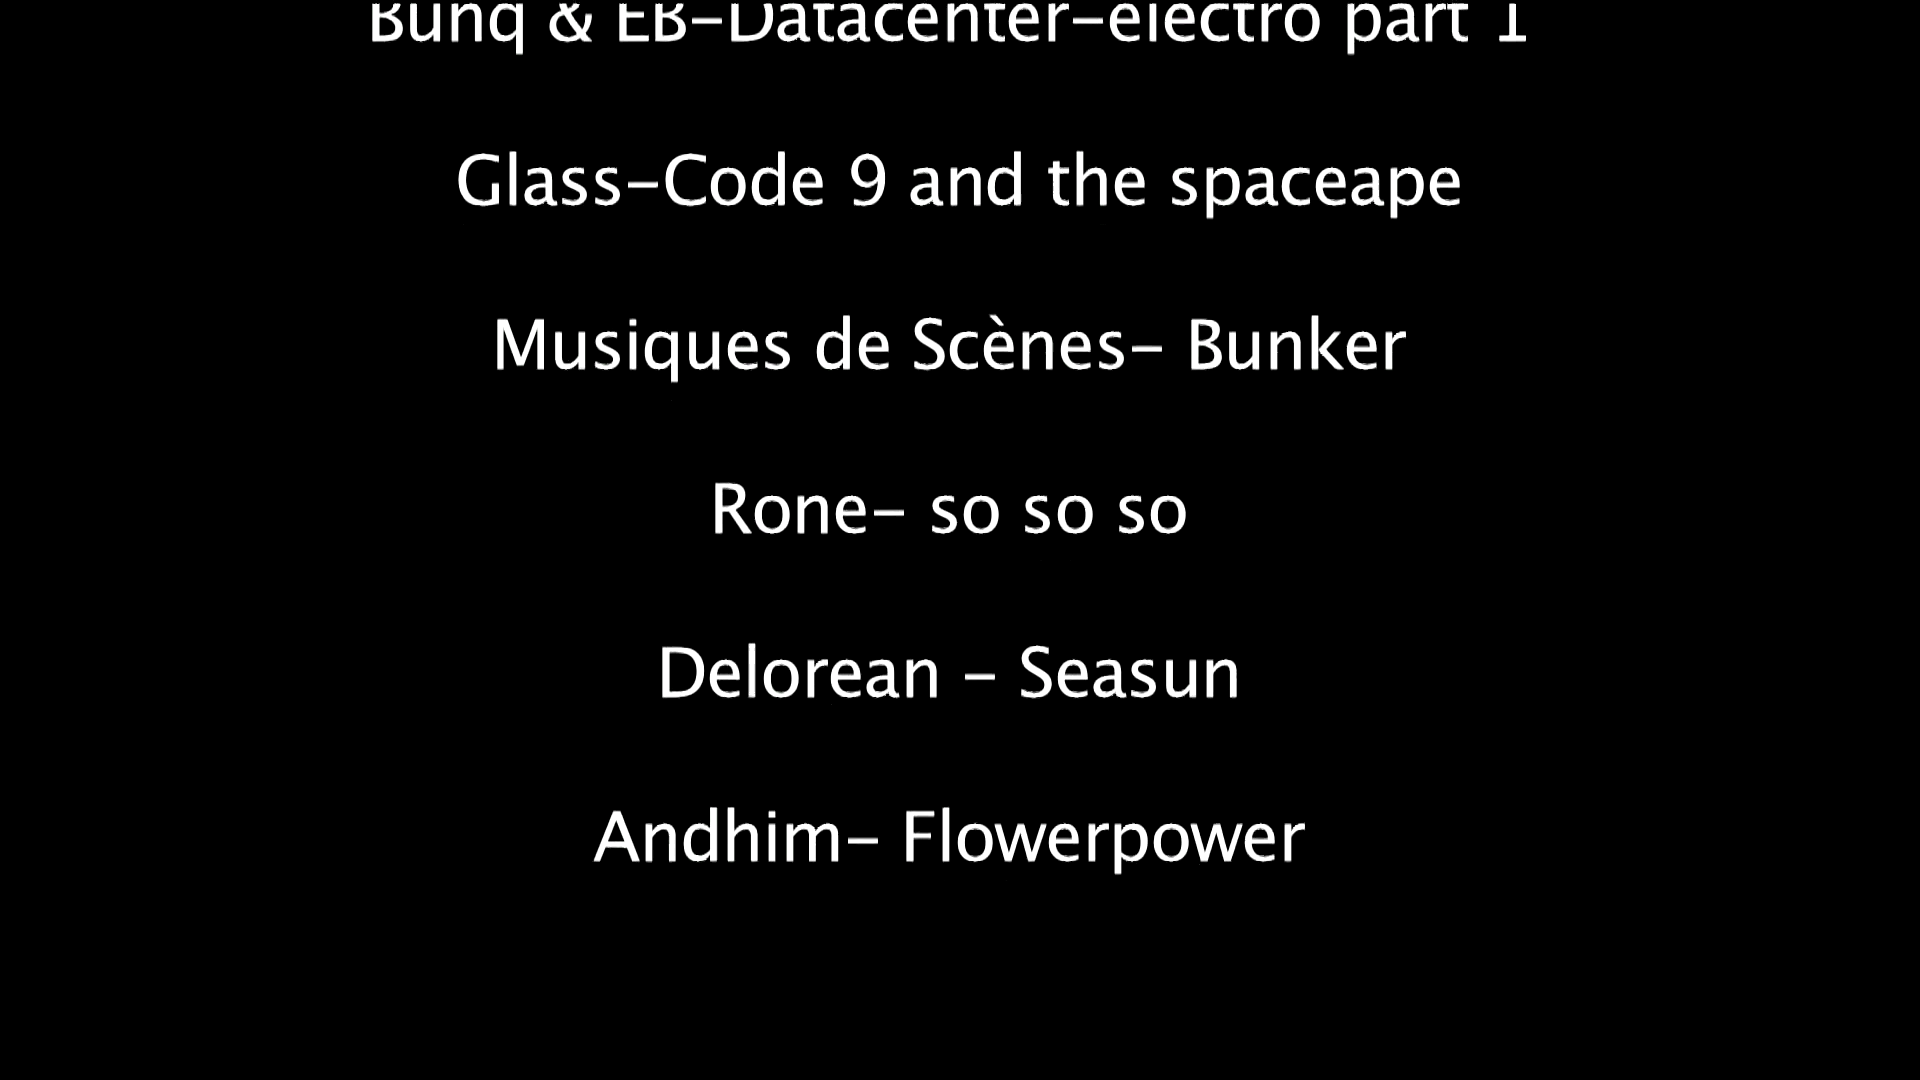 Bunq & EB-Datacenter-electro part 1
Glass-Code 9 and the spaceape
Musiques de Scènes- Bunker
Rone- so so so
Delorean - Seasun
Andhim- Flowerpower